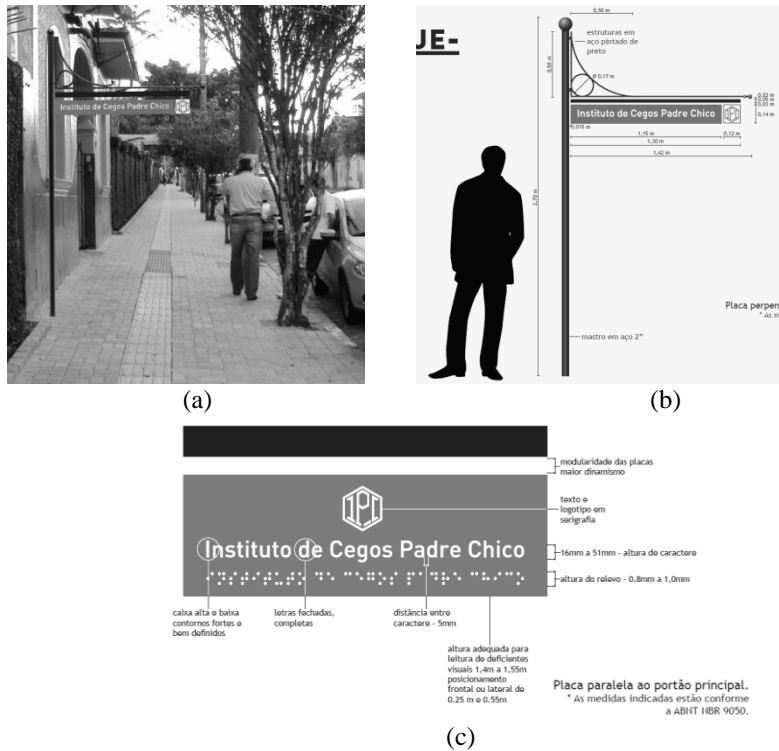 Instituto de Cegos Padre Chico
(a)
UE-
0,50 m
estruturas em
aço pintado de
preto
0,50 m
Ø 0,17 m
0,03 m
0,05 m
0,03 m
0,14 m
Instituto de Cegos Padre Chico
0,015 m
1,15 m
0,12 m
1,30 m
1,42 m
2,70 m
Placa perpen
* As m
mastro em aço 2"
(b)
modularidade das placas
maior dinamismo
texto e
logotipo em
serigrafia
Instituto de Cegos Padre Chico
16mm a 51mm - altura de caractere
altura do relevo - 0.8mm a 1,0mm
caixa alta e baixa
contornos fortes e
bem definidos
letras fechadas,
completas
distância entre
caractere - 5mm
altura adequada para
leitura de deficientes
visuais 1,4m a 1,55m
posicionamento
frontal ou lateral de
0.25 m e 0.55m
Placa paralela ao portão principal.
* As medidas indicadas estão conforme
a ABNT NBR 9050.
(c)